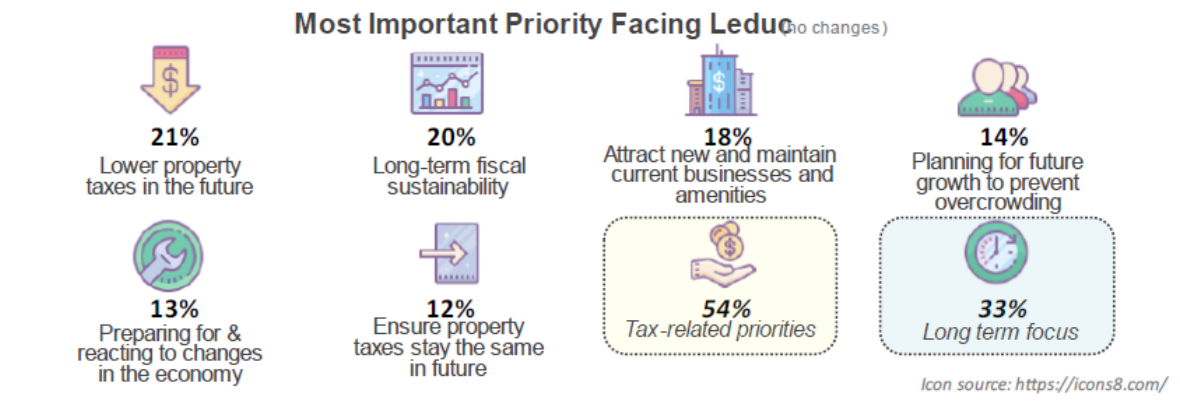 Most Important Priority Facing Leduc (no changes)
21%
Lower property
taxes in the future
20%
Long-term fiscal
sustainability
18%
Attract new and maintain
current businesses and
amenities
14%
Planning for future
growth to prevent
overcrowding
13%
Preparing for &
reacting to changes
in the economy
12%
Ensure property
taxes stay the same
in future
54%
Tax-related priorities
33%
Long term focus
Icon source: https://icons8.com/